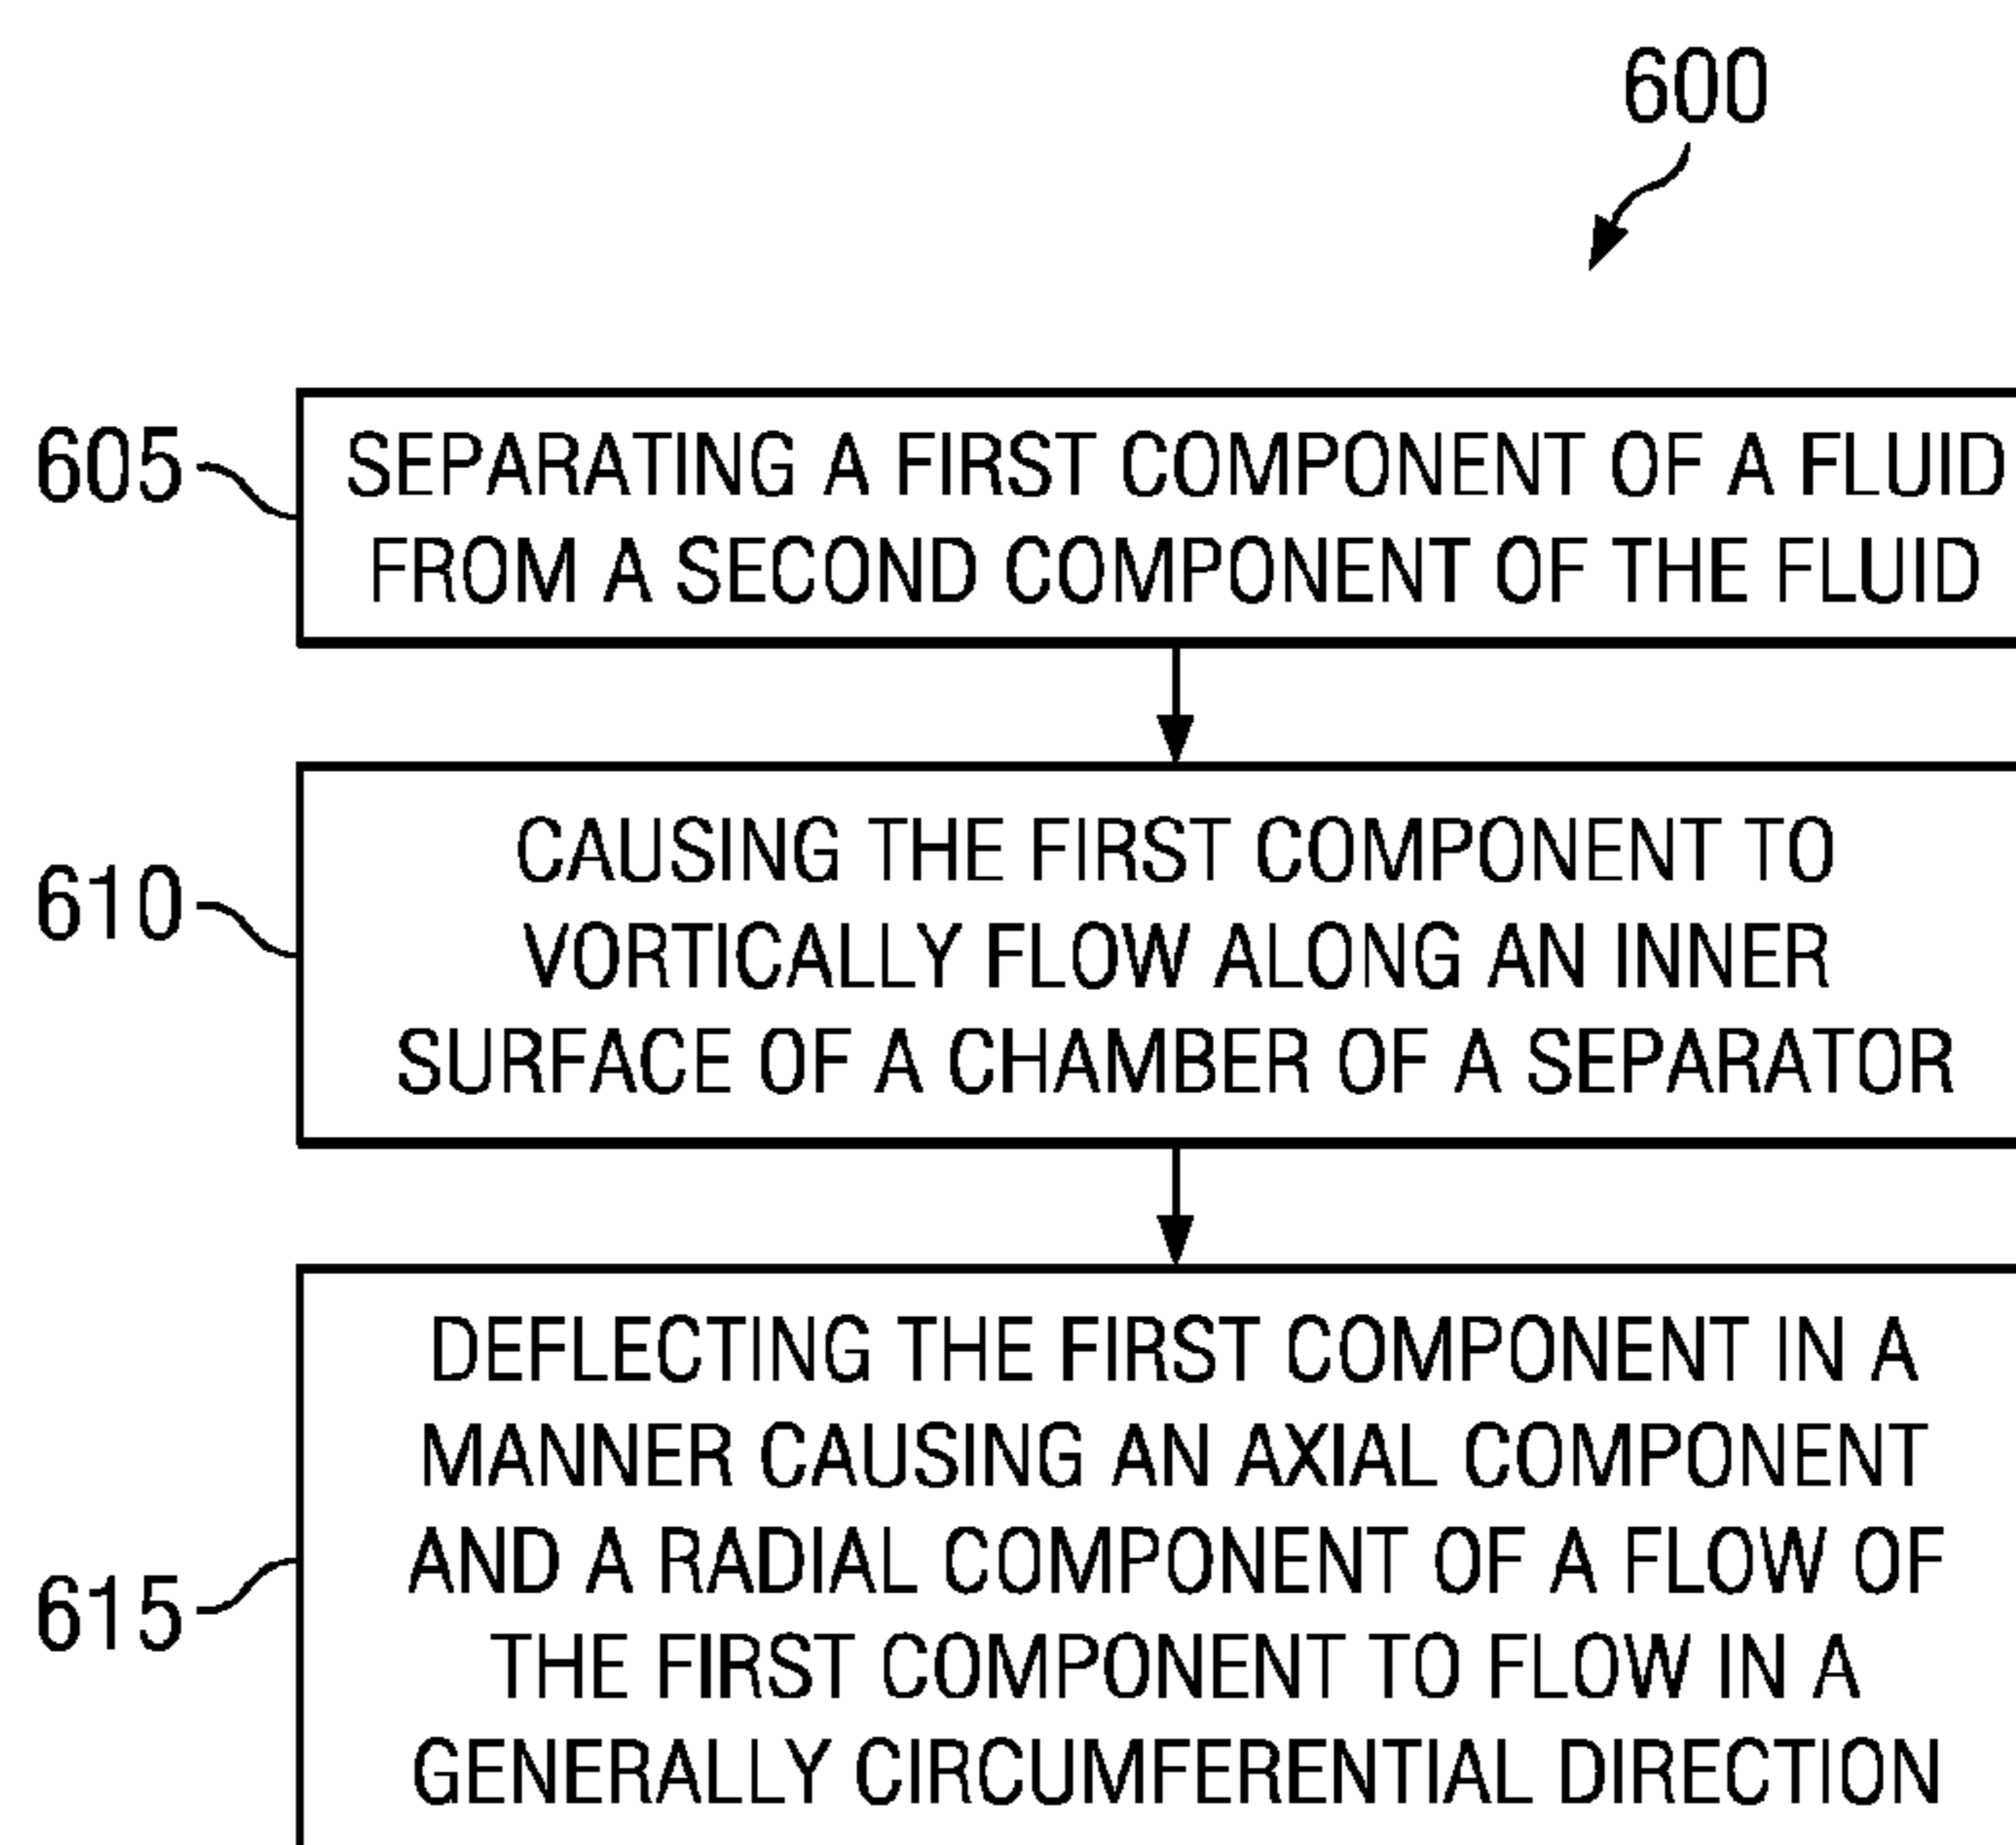 600
605
SEPARATING A FIRST COMPONENT OF A FLUID
FROM A SECOND COMPONENT OF THE FLUID
610
CAUSING THE FIRST COMPONENT TO
VORTICALLY FLOW ALONG AN INNER
SURFACE OF A CHAMBER OF A SEPARATOR
615
DEFLECTING THE FIRST COMPONENT IN A
MANNER CAUSING AN AXIAL COMPONENT
AND A RADIAL COMPONENT OF A FLOW OF
THE FIRST COMPONENT TO FLOW IN A
GENERALLY CIRCUMFERENTIAL DIRECTION